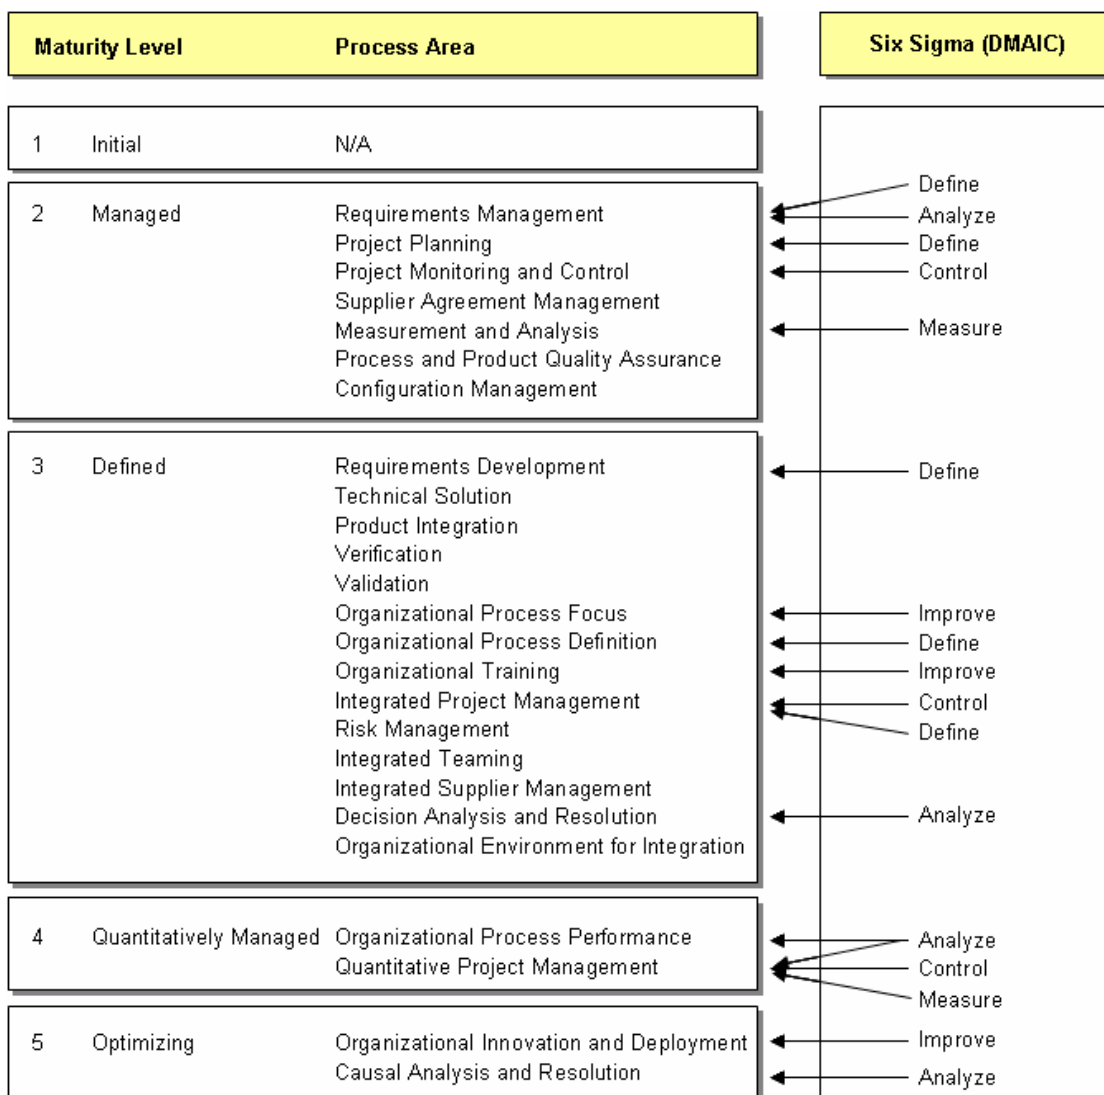 Maturity Level Process Area Six Sigma (DMAIC)
1 Initial N/A
Define
2 Managed Requirements Management Analyze
Project Planning Define
Project Monitoring and Control Control
Supplier Agreement Management
Measurement and Analysis Measure
Process and Product Quality Assurance
Configuration Management
3 Defined Requirements Development Define
Technical Solution
Product Integration
Verification
Validation
Organizational Process Focus Improve
Organizational Process Definition Define
Organizational Training Improve
Integrated Project Management Control
Risk Management Define
Integrated Teaming
Integrated Supplier Management
Decision Analysis and Resolution Analyze
Organizational Environment for Integration
4 Quantitatively Managed Organizational Process Performance Analyze
Quantitative Project Management Control
Measure
5 Optimizing Organizational Innovation and Deployment Improve
Causal Analysis and Resolution Analyze